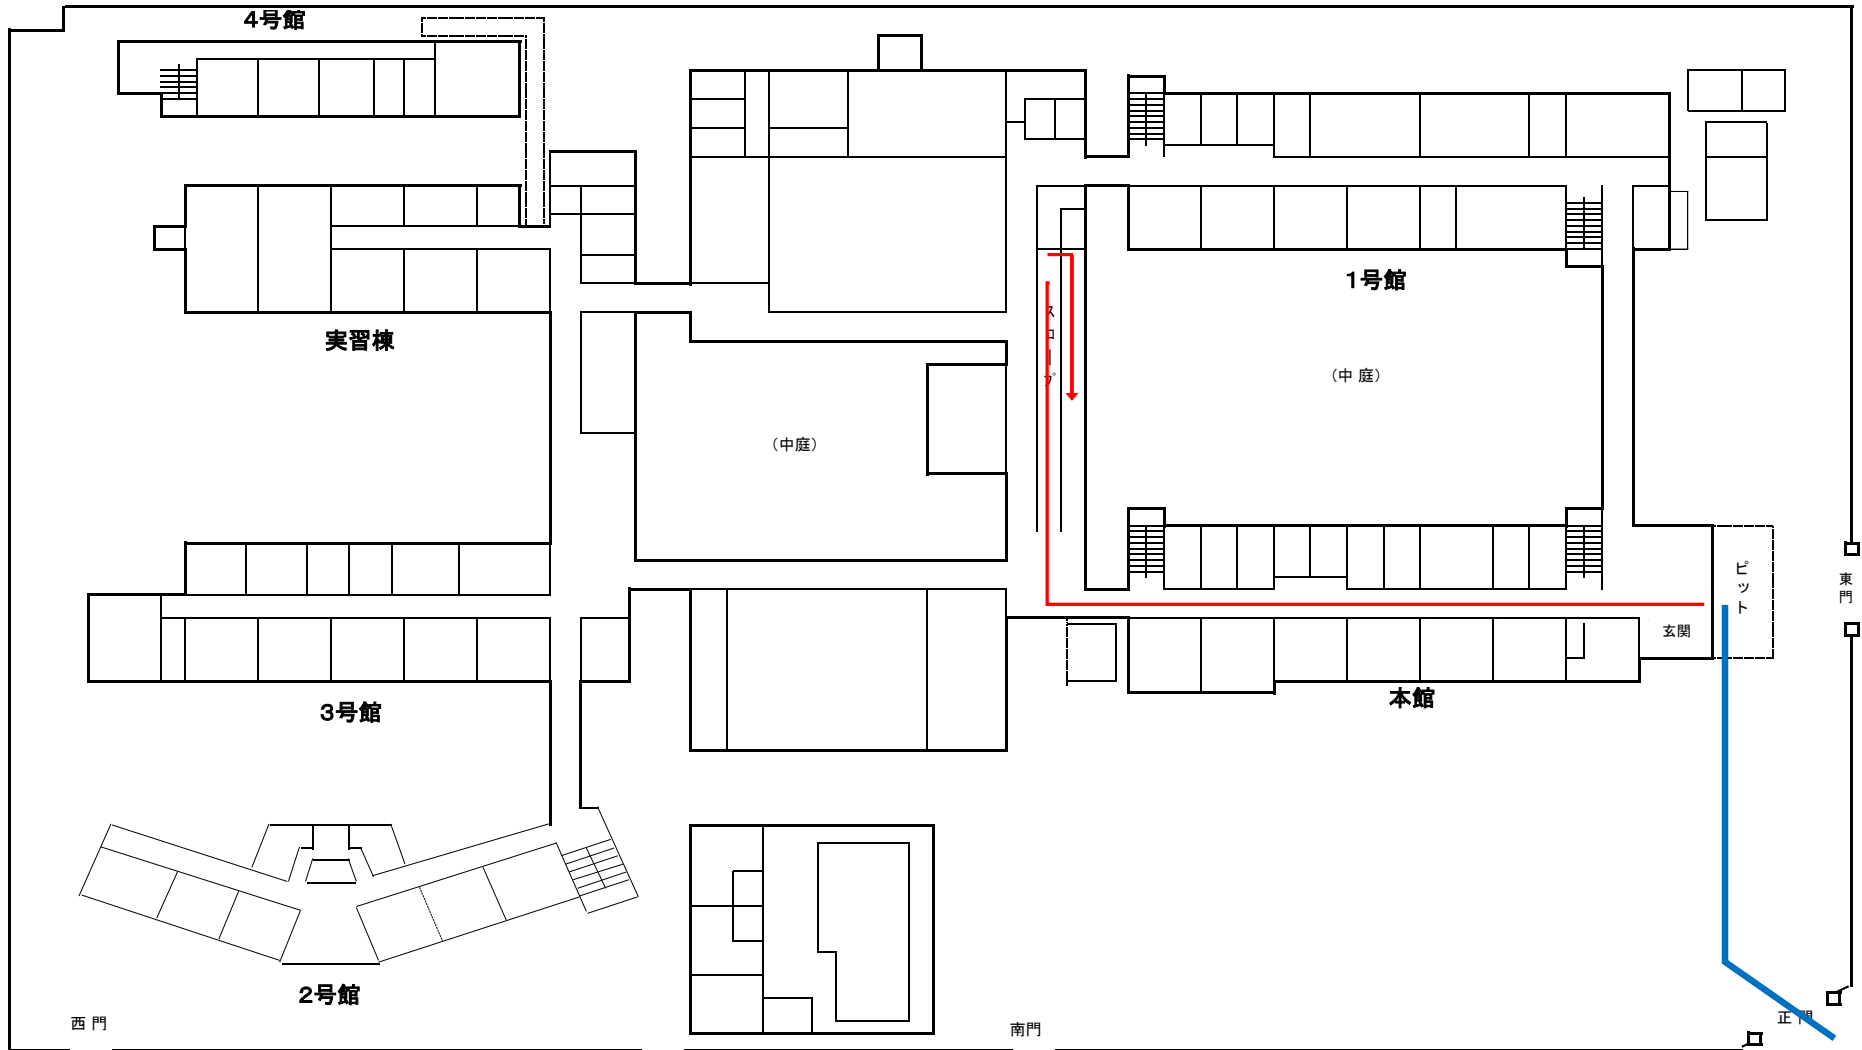 ４号館
１号館
スロープ
実習棟
（中 庭）
（中庭）
ピット
東門
玄関
本館
３号館
２号館
西 門
南門
正 門